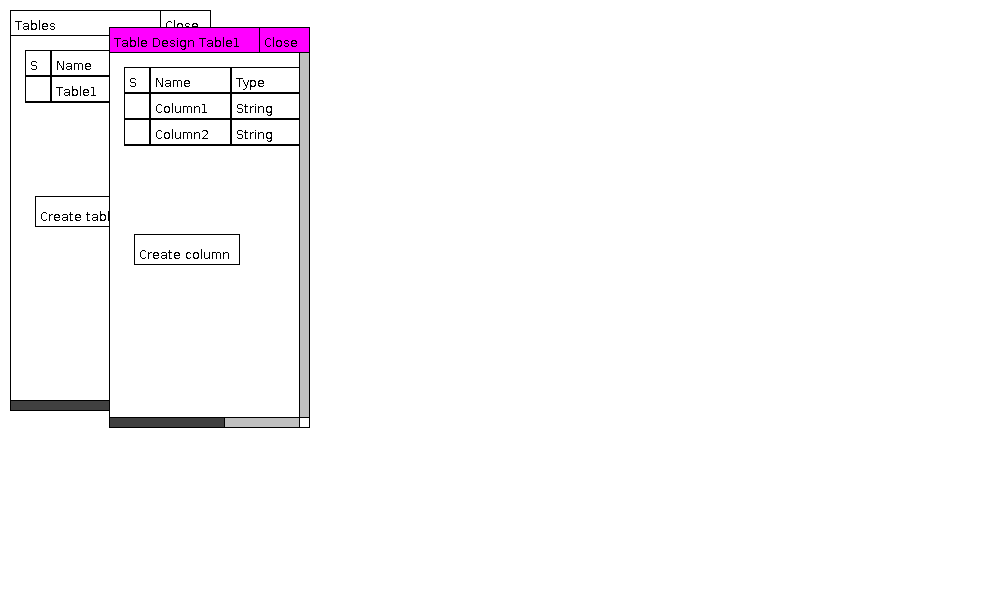 Tables Close
S Name
Table1
Create tabl
Table Design Table1 Close
S Name Type
Column1 String
Column2 String
Create column